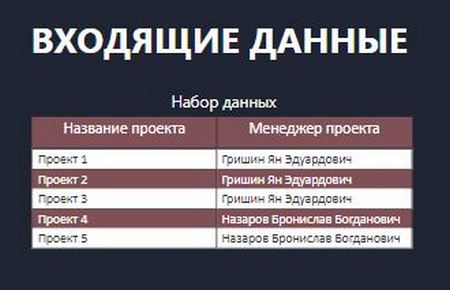 ВХОДЯЩИЕ ДАННЫЕ
Набор данных
Название проекта Менеджер проекта
Проект 1 Гришин Ян Эдуардович
Проект 2 Гришин Ян Эдуардович
Проект 3 Гришин Ян Эдуардович
Проект 4 Назаров Бронислав Богданович
Проект 5 Назаров Бронислав Богданович